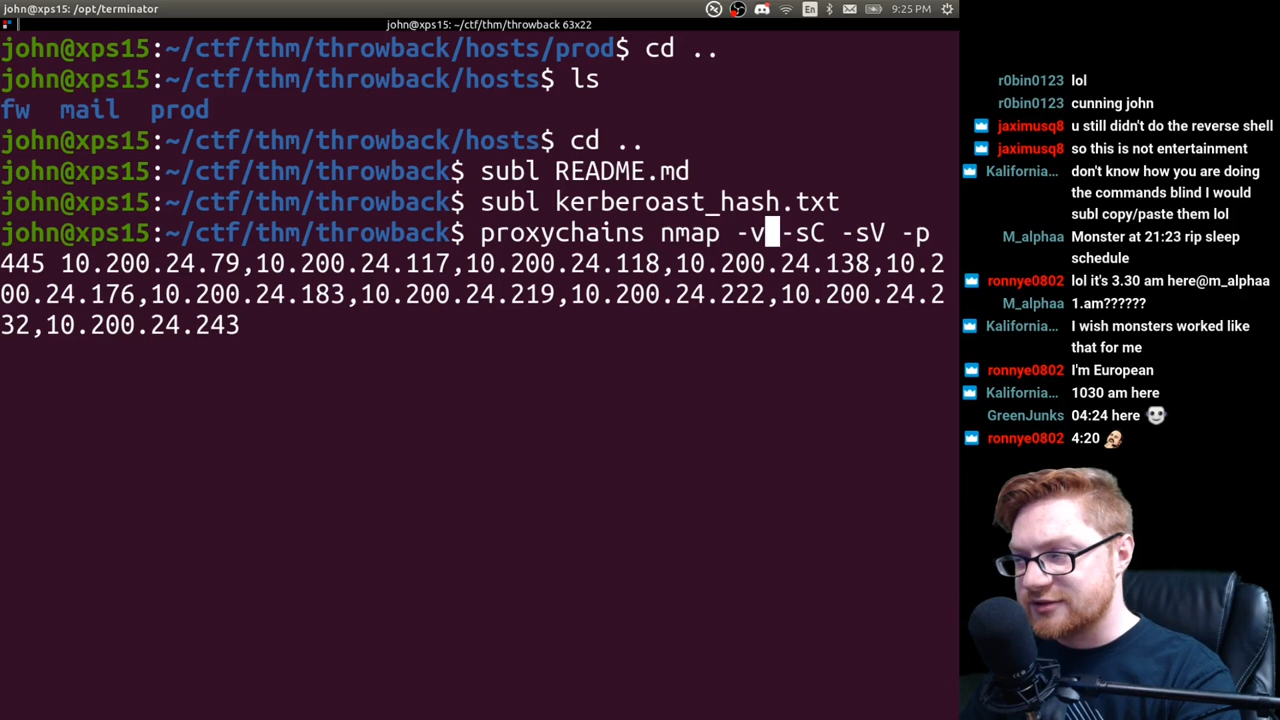 john@xps15: /opt/terminator
En
9:25 PM
john@xps15: ~/ctf/thm/throwback 63x22
john@xps15:~/ctf/thm/throwback/hosts/prod$ cd ..
john@xps15:~/ctf/thm/throwback/hosts$ ls
fw  mail  prod
john@xps15:~/ctf/thm/throwback/hosts$ cd ..
john@xps15:~/ctf/thm/throwback$ subl README.md
john@xps15:~/ctf/thm/throwback$ subl kerberoast_hash.txt
john@xps15:~/ctf/thm/throwback$ proxychains nmap -v -sC -sV -p
445 10.200.24.79,10.200.24.117,10.200.24.118,10.200.24.138,10.2
00.24.176,10.200.24.183,10.200.24.219,10.200.24.222,10.200.24.2
32,10.200.24.243
r0bin0123 lol
r0bin0123 cunning john
jaximusq8 u still didn't do the reverse shell
jaximusq8 so this is not entertainment
Kalifornia... don't know how you are doing
the commands blind I would
subl copy/paste them lol
M_alphaa Monster at 21:23 rip sleep
schedule
ronnye0802 lol it's 3.30 am here@m_alphaa
M_alphaa 1.am??????
Kalifornia... I wish monsters worked like
that for me
ronnye0802 I'm European
Kalifornia... 1030 am here
GreenJunks 04:24 here
ronnye0802 4:20